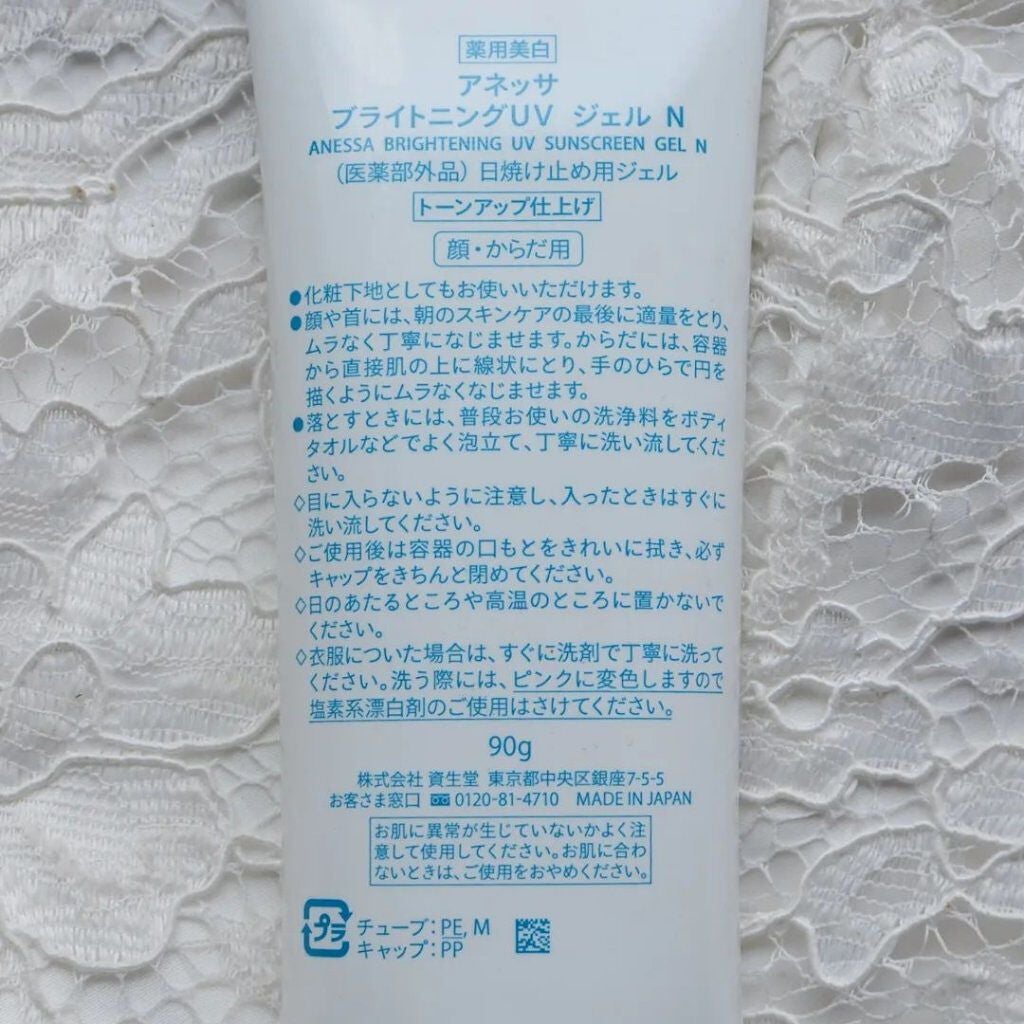 薬用美白
アネッサ
ブライトニングUV ジェル N
ANESSA BRIGHTENING UV SUNSCREEN GEL N
(医薬部外品) 日焼け止め用ジェル
トーンアップ仕上げ
顔・からだ用
●化粧下地としてもお使いいただけます。
●顔や首には、朝のスキンケアの最後に適量をとり、
ムラなく丁寧になじませます。からだには、容器
から直接肌の上に線状にとり、手のひらで円を
描くようにムラなくなじませます。
●落とすときには、普段お使いの洗浄料をボディ
タオルなどでよく泡立て、丁寧に洗い流してくだ
さい。
◇目に入らないように注意し、入ったときはすぐに
洗い流してください。
◇ご使用後は容器の口もとをきれいに拭き、必ず
キャップをきちんと閉めてください。
◇日のあたるところや高温のところに置かないで
ください。
◇衣服についた場合は、すぐに洗剤で丁寧に洗って
ください。洗う際には、ピンクに変色しますので
塩素系漂白剤のご使用はさけてください。
90g
株式会社 資生堂 東京都中央区銀座7-5-5
お客さま窓口 0120-81-4710 MADE IN JAPAN
お肌に異常が生じていないかよく注
意して使用してください。お肌に合わ
ないときは、ご使用をおやめください。
プラ チューブ:PE, M
キャップ:PP